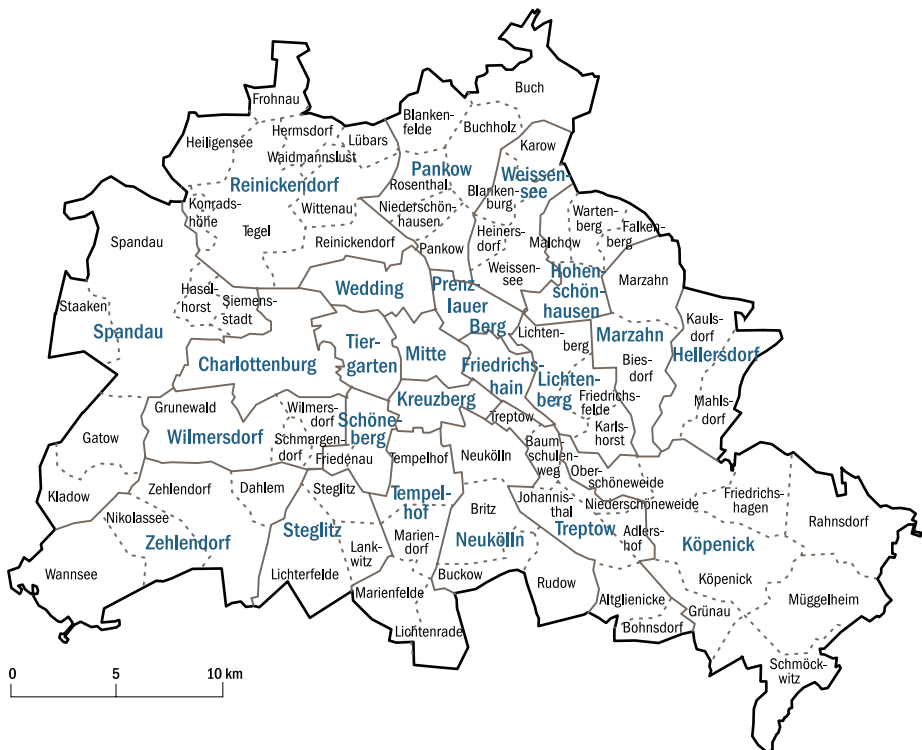 Buch
Frohnau
Blanken-
felde
Buchholz
Hermsdorf
Heiligensee
Lübars
Karow
Waidmannslust
Pankow
Weissen-
see
Reinickendorf
Rosenthal
Blanken-
burg
Konrads-
höhe
Wittenau
Niederschön-
hausen
Warten-
berg
Falken-
berg
Tegel
Heiners-
dorf
Spandau
Reinickendorf
Pankow
Malchow
Weissen-
see
Hohen-
schön-
hausen
Marzahn
Wedding
Prenz-
lauer
Berg
Hasel-
horst
Siemens-
stadt
Staaken
Spandau
Kauls-
dorf
Lichten-
berg
Marzahn
Tier-
garten
Mitte
Hellersdorf
Charlottenburg
Friedrichs-
hain
Bies-
dorf
Lichten-
berg
Kreuzberg
Friedrichs-
felde
Mahls-
dorf
Grunewald
Wilmers-
dorf
Schöne-
berg
Treptow
Karls-
horst
Wilmersdorf
Schmargen-
dorf
Gatow
Friedenau
Tempelhof
Neukölln
Baum-
schulen-
weg
Ober-
schöneweide
Kladow
Zehlendorf
Dahlem
Steglitz
Tempel-
hof
Johannis-
thal
Niederschöneweide
Friedrichs-
hagen
Nikolassee
Britz
Rahnsdorf
Zehlendorf
Steglitz
Marien-
dorf
Neukölln
Treptow
Adlers-
hof
Köpenick
Lank-
witz
Wannsee
Lichterfelde
Buckow
Rudow
Köpenick
Marienfelde
Altglienicke
Grünau
Müggelheim
Lichtenrade
Bohnsdorf
Schmöck-
witz
0 5 10 km